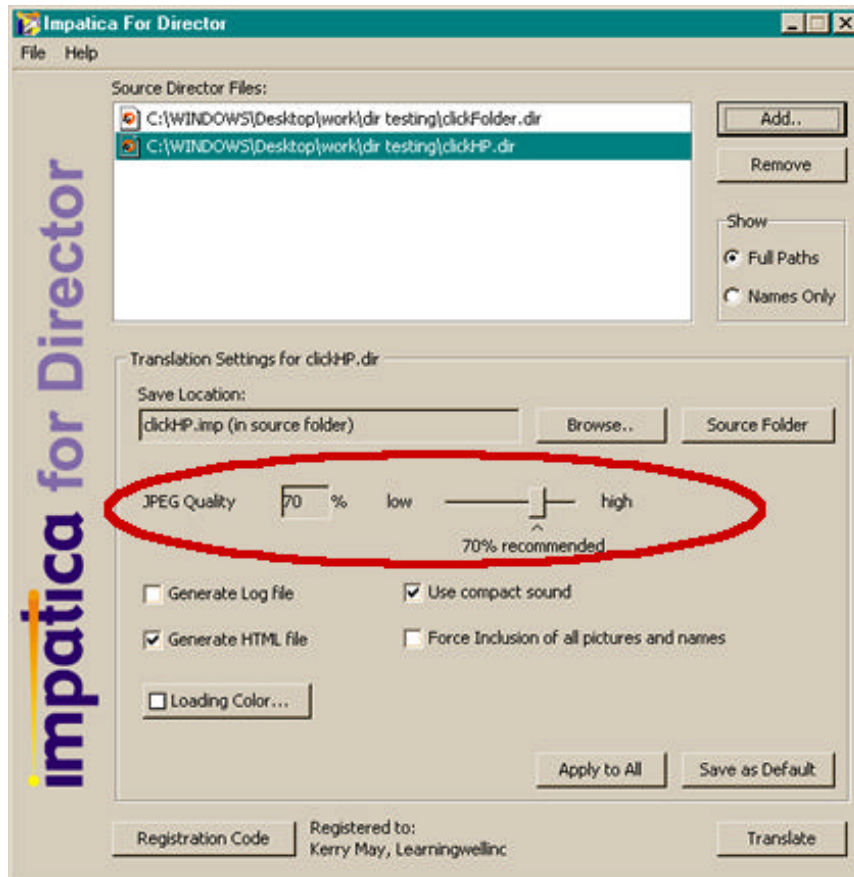 Impatica For Director
File Help
Source Director Files:
C:\WINDOWS\Desktop\work\dir testing\clickFolder.dir
C:\WINDOWS\Desktop\work\dir testing\clickHP.dir
Add..
Remove
Show
Full Paths
Names Only
impatica for Director
Translation Settings for clickHP.dir
Save Location:
clickHP.imp (in source folder) Browse.. Source Folder
JPEG Quality 70 % low high
70% recommended
Generate Log file Use compact sound
Generate HTML file Force Inclusion of all pictures and names
Loading Color...
Apply to All Save as Default
Registration Code Registered to:
Kerry May, Learningwellinc
Translate